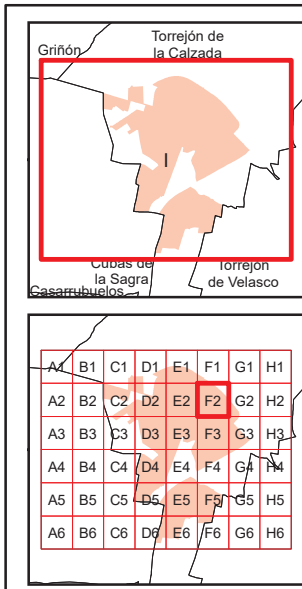 Torrejón de
la Calzada
Griñón
I
Cubas de
la Sagra
Torrejón
de Velasco
Casarrubuelos
A1 B1 C1 D1 E1 F1 G1 H1
A2 B2 C2 D2 E2 F2 G2 H2
A3 B3 C3 D3 E3 F3 G3 H3
A4 B4 C4 D4 E4 F4 G4 H4
A5 B5 C5 D5 E5 F5 G5 H5
A6 B6 C6 D6 E6 F6 G6 H6